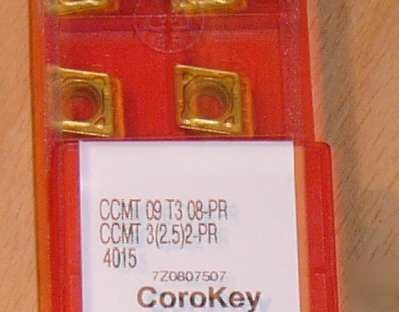 CCMT 09 T3 08-PR
CCMT 3(2.5)2-PR
4015
7Z0807507
CoroKey